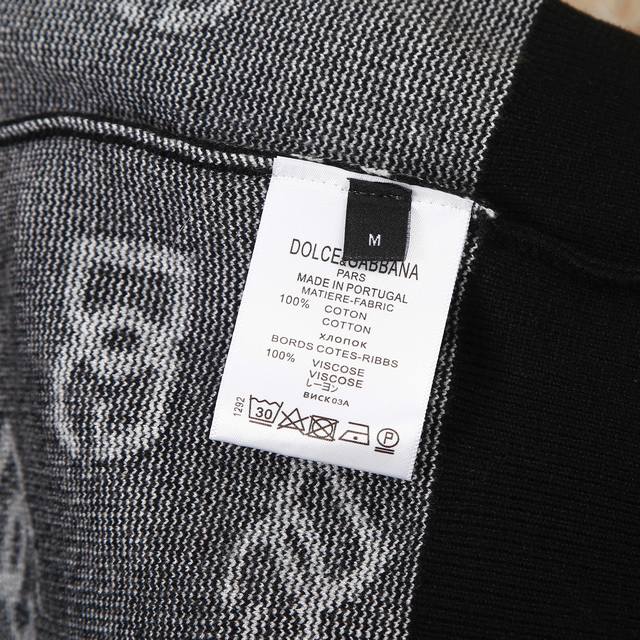 M
DOLCE&GABBANA
PARS
MADE IN PORTUGAL
MATIERE-FABRIC
100% COTON
COTTON
хлопок
BORDS COTES-RIBBS
100% VISCOSE
VISCOSE
レーヨン
ВИСКОЗА
1292
30
P